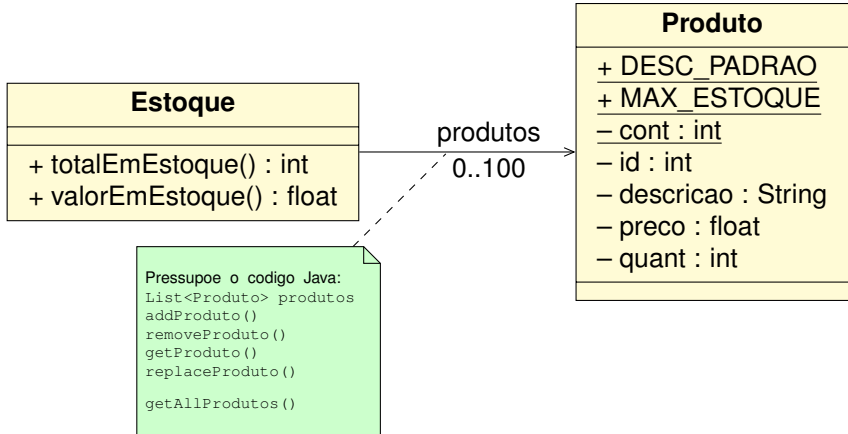 Estoque
+ totalEmEstoque() : int
+ valorEmEstoque() : float
produtos
0..100
Produto
+ DESC_PADRAO
+ MAX_ESTOQUE
– cont : int
– id : int
– descricao : String
– preco : float
– quant : int
Pressupoe o codigo Java:
List<Produto> produtos
addProduto()
removeProduto()
getProduto()
replaceProduto()
getAllProdutos()